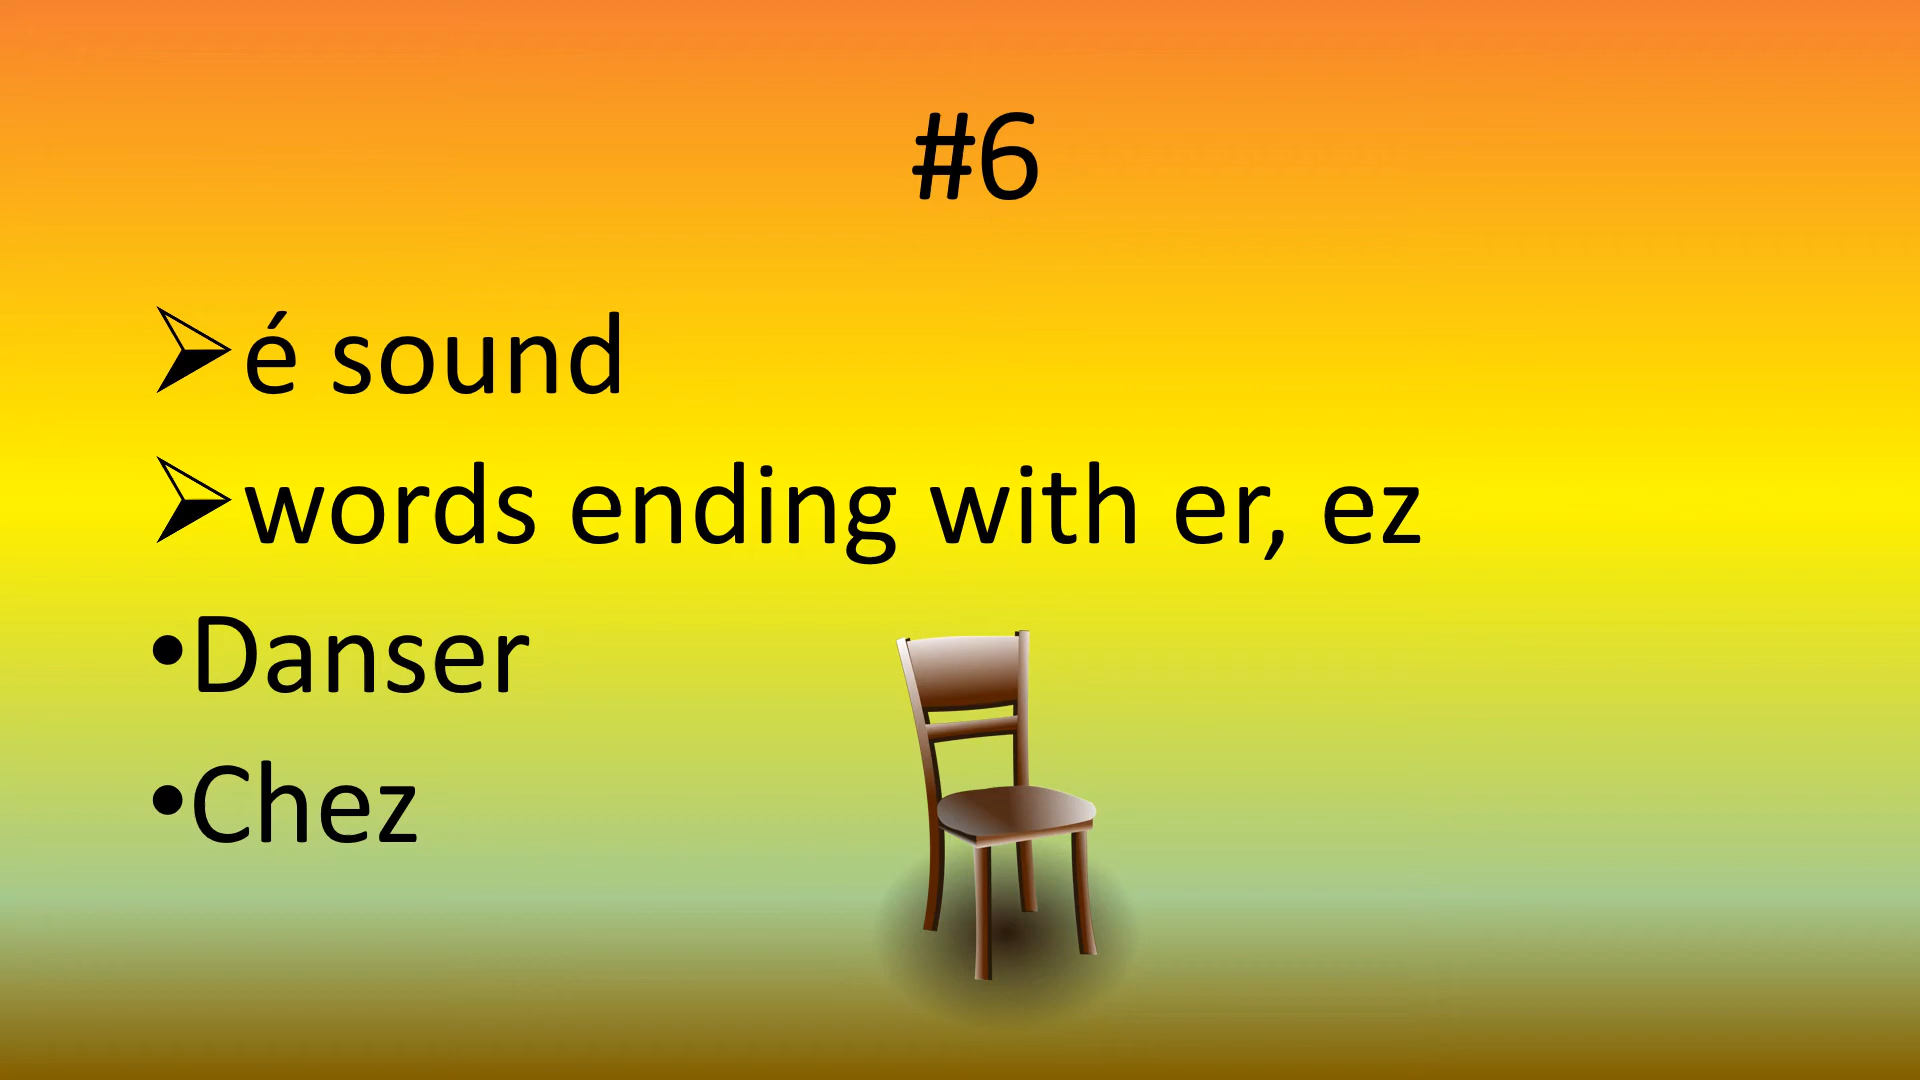 #6
➢é sound
➢words ending with er, ez
•Danser
•Chez